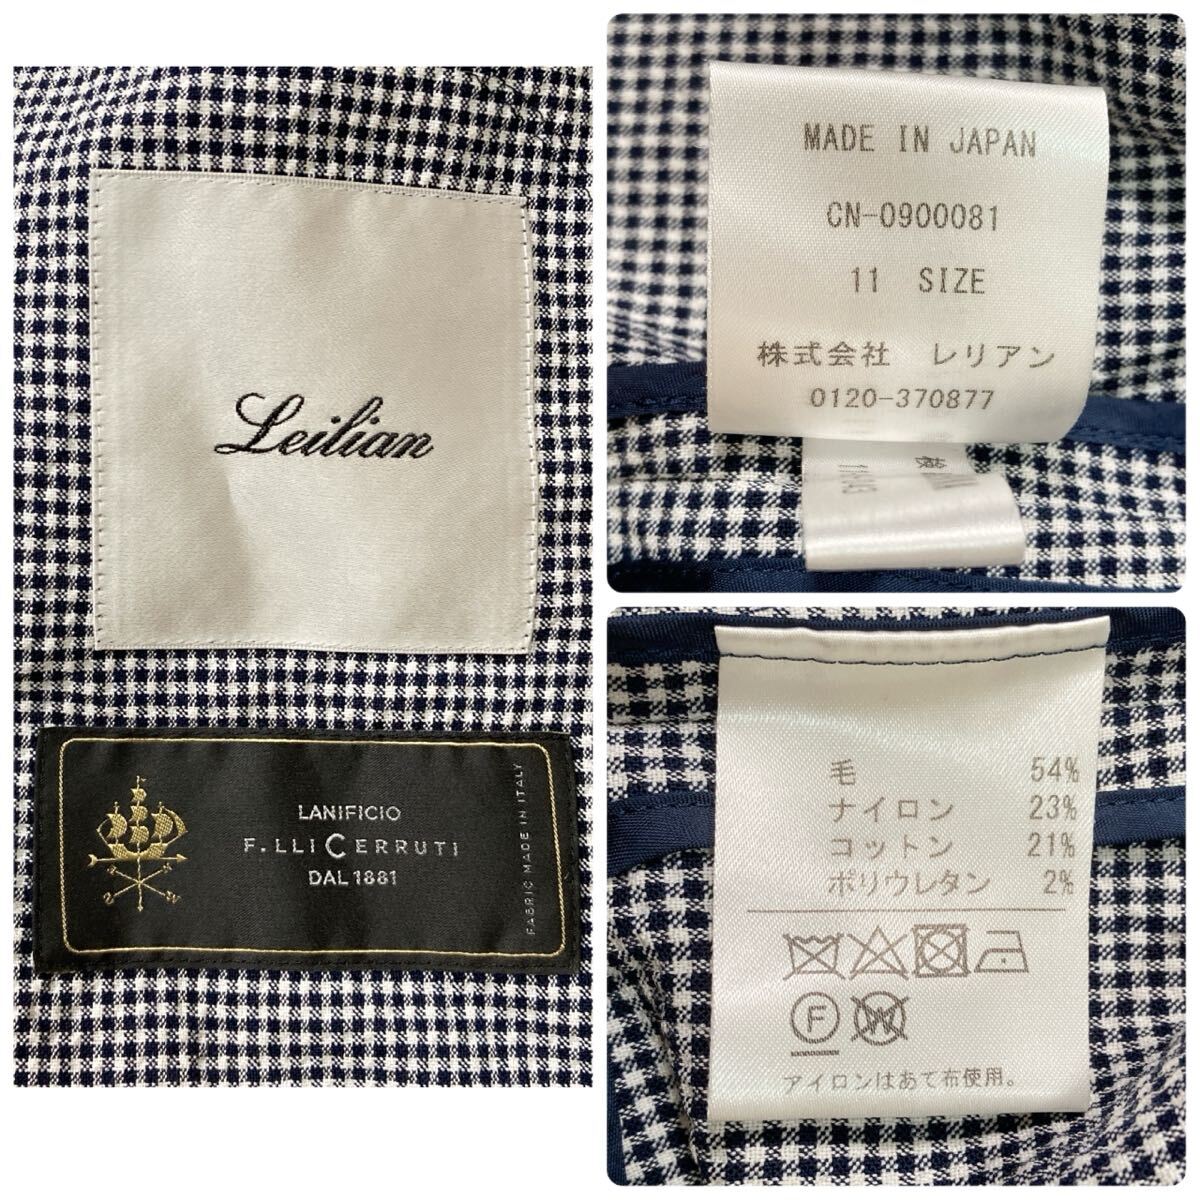 Leilian
LANIFICIO
F.LLI CERRUTI
DAL 1881
FABRIC MADE IN ITALY
MADE IN JAPAN
CN-0900081
11 SIZE
株式会社 レリアン
0120-370877
毛 54%
ナイロン 23%
コットン 21%
ポリウレタン 2%
F
W
アイロンはあて布使用。